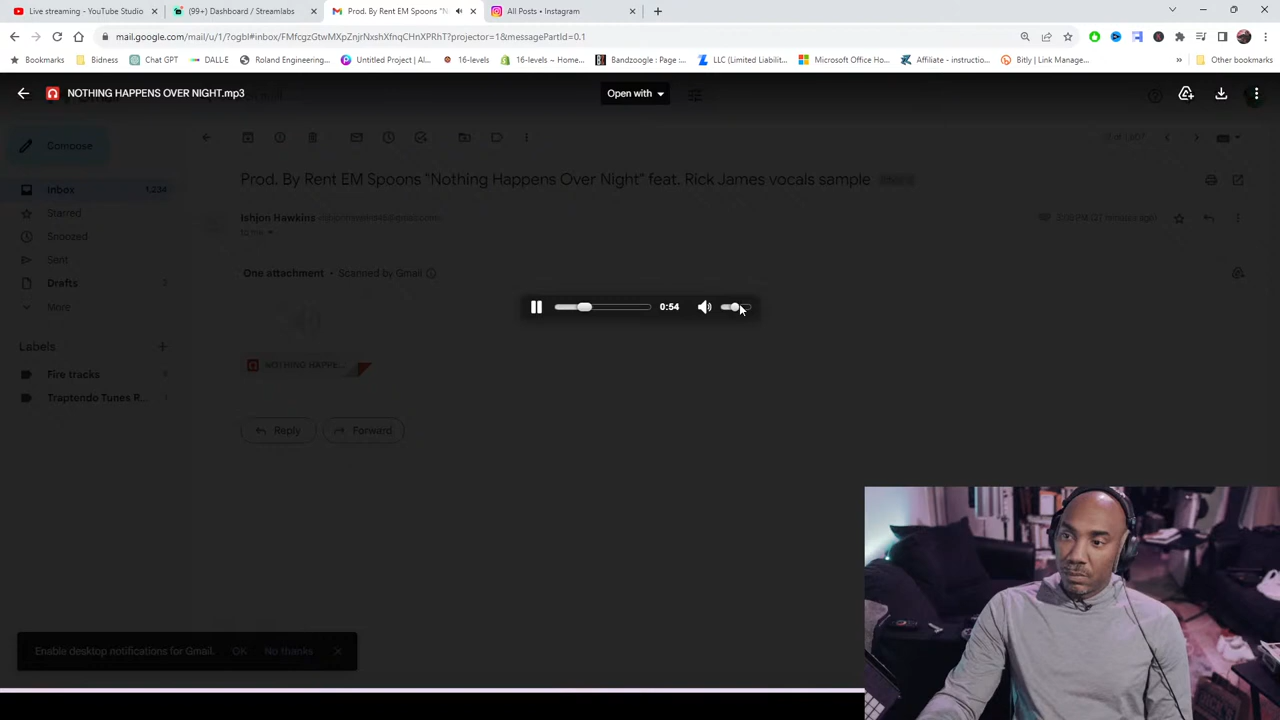 Live streaming - YouTube Studio
(99+) Dashboard / Streamlabs
Prod. By Rent EM Spoons "N
All Posts • Instagram
mail.google.com/mail/u/1/?ogbl#inbox/FMfcgzGtwMXpZnjrNxshXfnqCHnXPRhT?projector=1&messagePartId=0.1
Bookmarks
Bidness
Chat GPT
DALL-E
Roland Engineering...
Untitled Project | Al...
16-levels
16-levels ~ Home...
Bandzoogle : Page :...
LLC (Limited Liabilit...
Microsoft Office Ho...
Affiliate - instructio...
Bitly | Link Manage...
Other bookmarks
NOTHING HAPPENS OVER NIGHT.mp3
Open with
Compose
Inbox 1,234
Prod. By Rent EM Spoons "Nothing Happens Over Night" feat. Rick James vocals sample
Starred
Ishjon Hawkins
Snoozed
Sent
One attachment • Scanned by Gmail
Drafts
More
0:54
Labels
NOTHING HAPPE...
Fire tracks
Traptendo Tunes P...
Reply
Forward
Enable desktop notifications for Gmail. OK No thanks